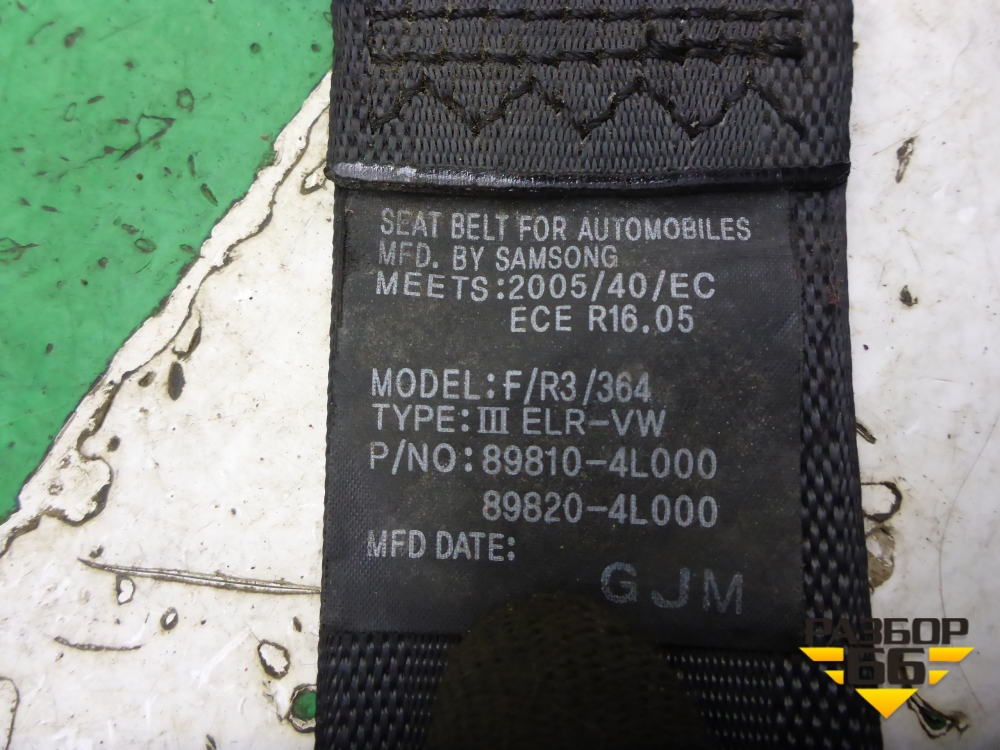 SEAT BELT FOR AUTOMOBILES
MFD. BY SAMSONG
MEETS:2005/40/EC
ECE R16.05
MODEL:F/R3/364
TYPE:III ELR-VW
P/NO:89810-4L000
89820-4L000
MFD DATE:
GJM
РАЗБОР
66